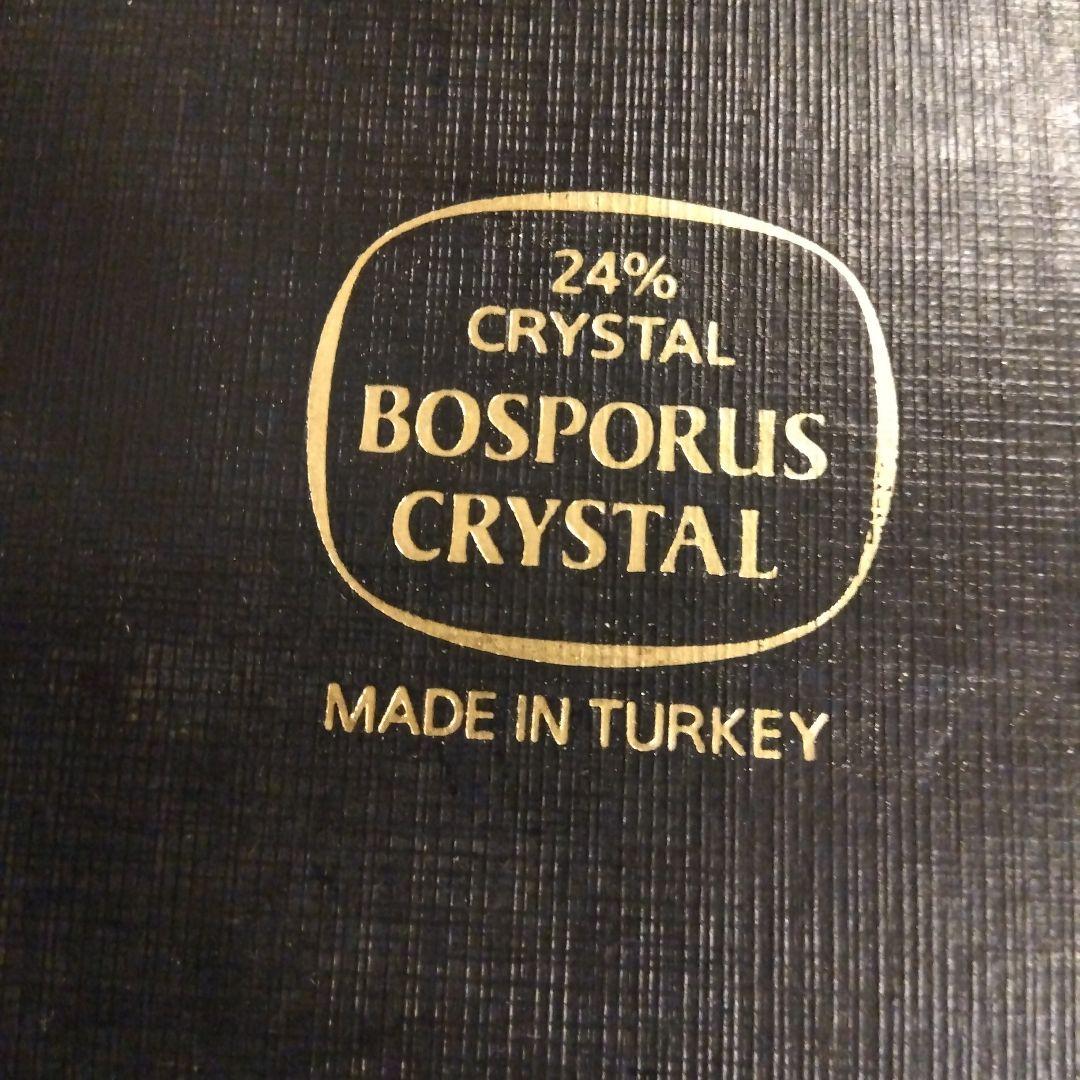 24%
CRYSTAL
BOSPORUS
CRYSTAL
MADE IN TURKEY